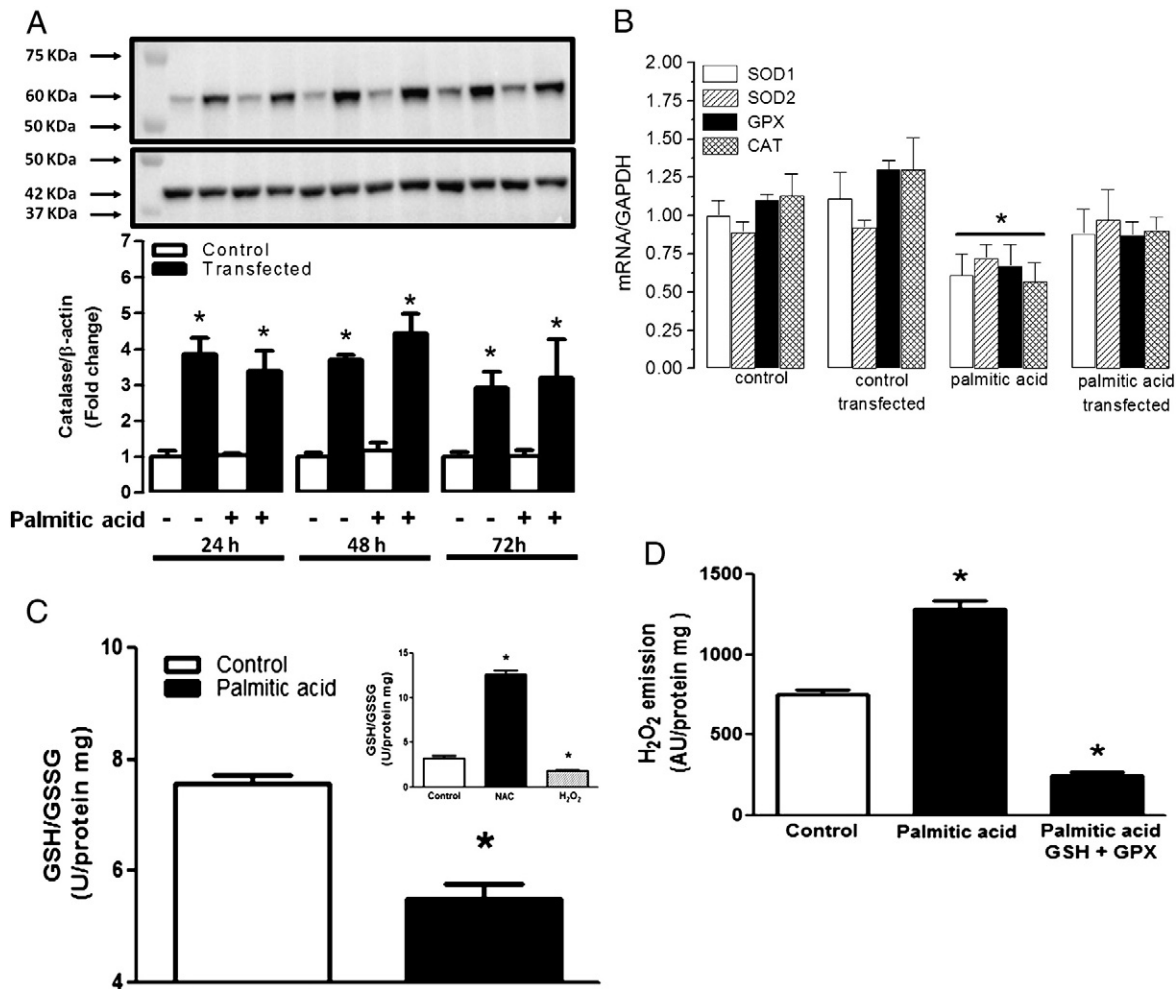 A
75 KDa
60 KDa
50 KDa
50 KDa
42 KDa
37 KDa
Control
Transfected
Catalase/β-actin
(Fold change)
7
6
5
4
3
2
1
0
* * * * * *
Palmitic acid - - + + - - + + - - + +
24 h 48 h 72h
B
SOD1
SOD2
GPX
CAT
mRNA/GAPDH
2.00
1.75
1.50
1.25
1.00
0.75
0.50
0.25
0.00
*
control
control
transfected
palmitic acid
palmitic acid
transfected
C
Control
Palmitic acid
GSH/GSSG
(U/protein mg)
10
8
6
4
*
GSH/GSSG
(U/protein mg)
15
10
5
0
*
*
Control NAC H₂O₂
D
H₂O₂ emission
(AU/protein mg)
1500
1000
500
0
*
*
Control
Palmitic acid
Palmitic acid
GSH + GPX